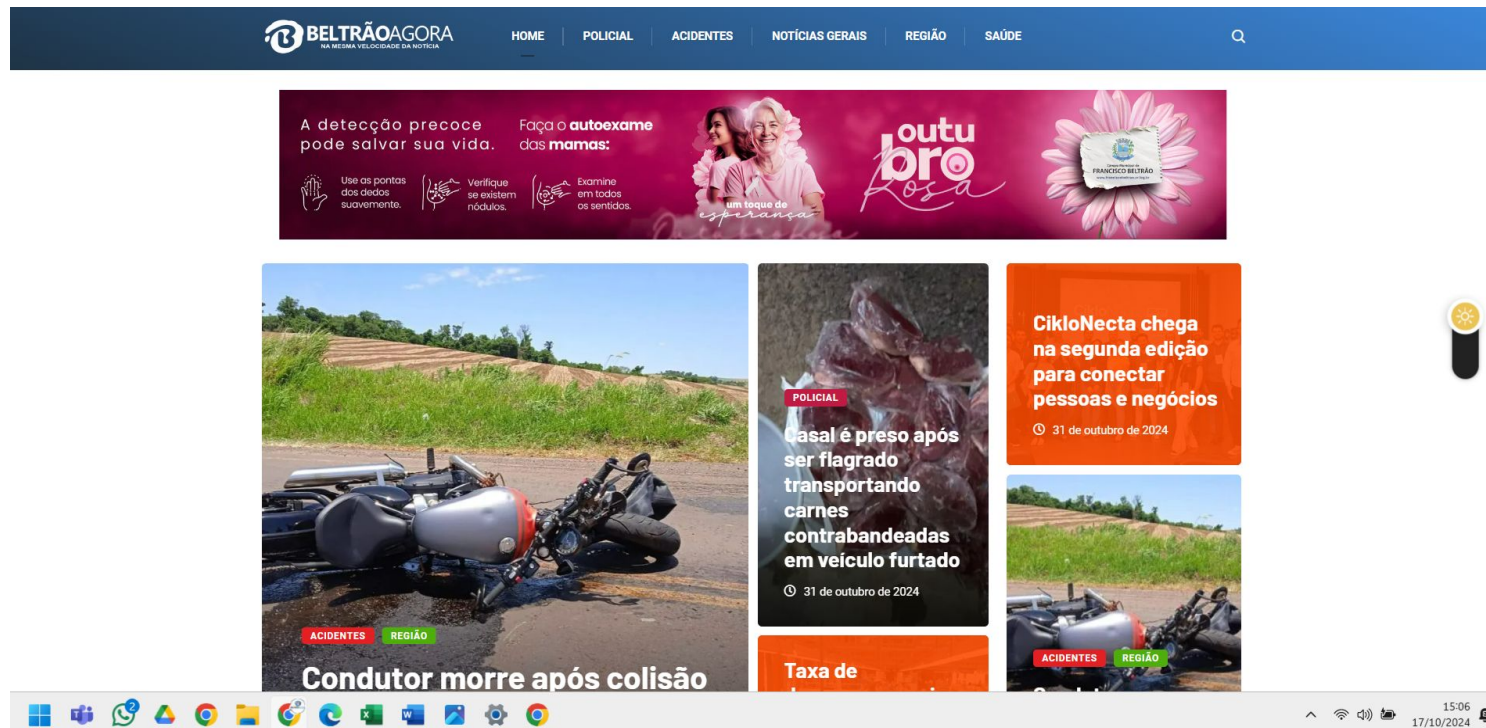 BELTRÃOAGORA
NA MESMA VELOCIDADE DA NOTÍCIA
HOME
POLICIAL
ACIDENTES
NOTÍCIAS GERAIS
REGIÃO
SAÚDE
A detecção precoce
pode salvar sua vida.
Use as pontas
dos dedos
suavemente.
Verifique
se existem
nódulos.
Examine
em todos
os sentidos.
Faça o autoexame
das mamas:
um toque de
esperança
outu
bro
Rosa
Câmara Municipal de
FRANCISCO BELTRÃO
ACIDENTES
REGIÃO
Condutor morre após colisão
POLICIAL
Casal é preso após
ser flagrado
transportando
carnes
contrabandeadas
em veículo furtado
31 de outubro de 2024
Taxa de
CikloNecta chega
na segunda edição
para conectar
pessoas e negócios
31 de outubro de 2024
ACIDENTES
REGIÃO
2
15:06
17/10/2024